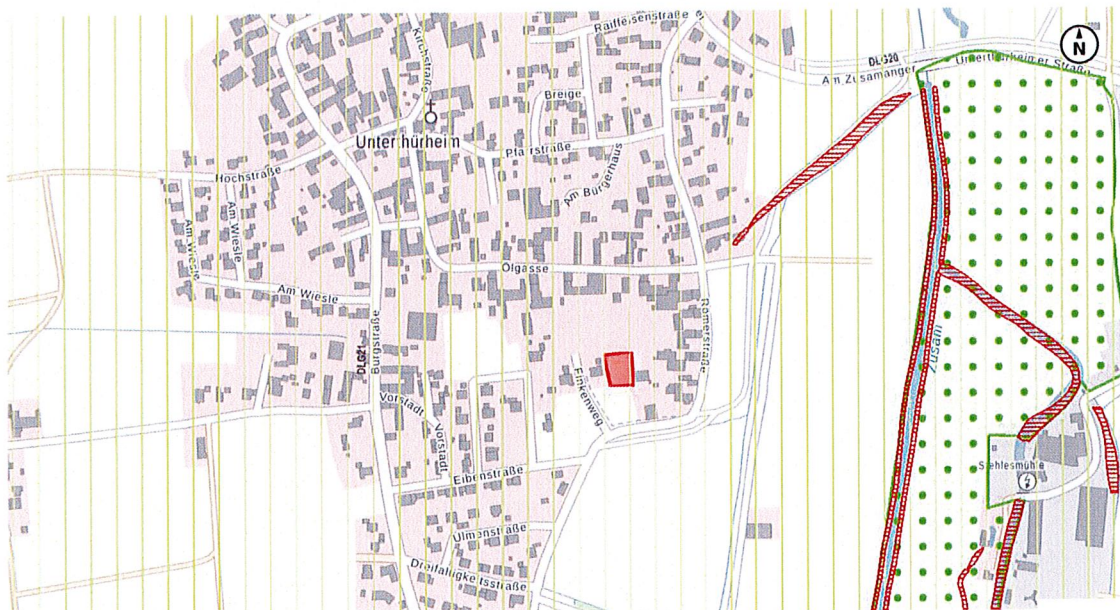 Raiffeisenstraße
Kirchstraße
N
DLG20
Am Zusamanger
Unterthürheimer Straße
Breige
Unterthürheim
Pfarrstraße
Hochstraße
Am Bürgerhaus
Am Wiesle
Am Wiesle
Ölgasse
Am Wiesle
Römerstraße
Zusam
Burgstraße
DLG21
Finkenweg
Vorstadt
Vorstadt
Stehlesmühle
Eibenstraße
Ulmenstraße
Dreifaltigkeitsstraße